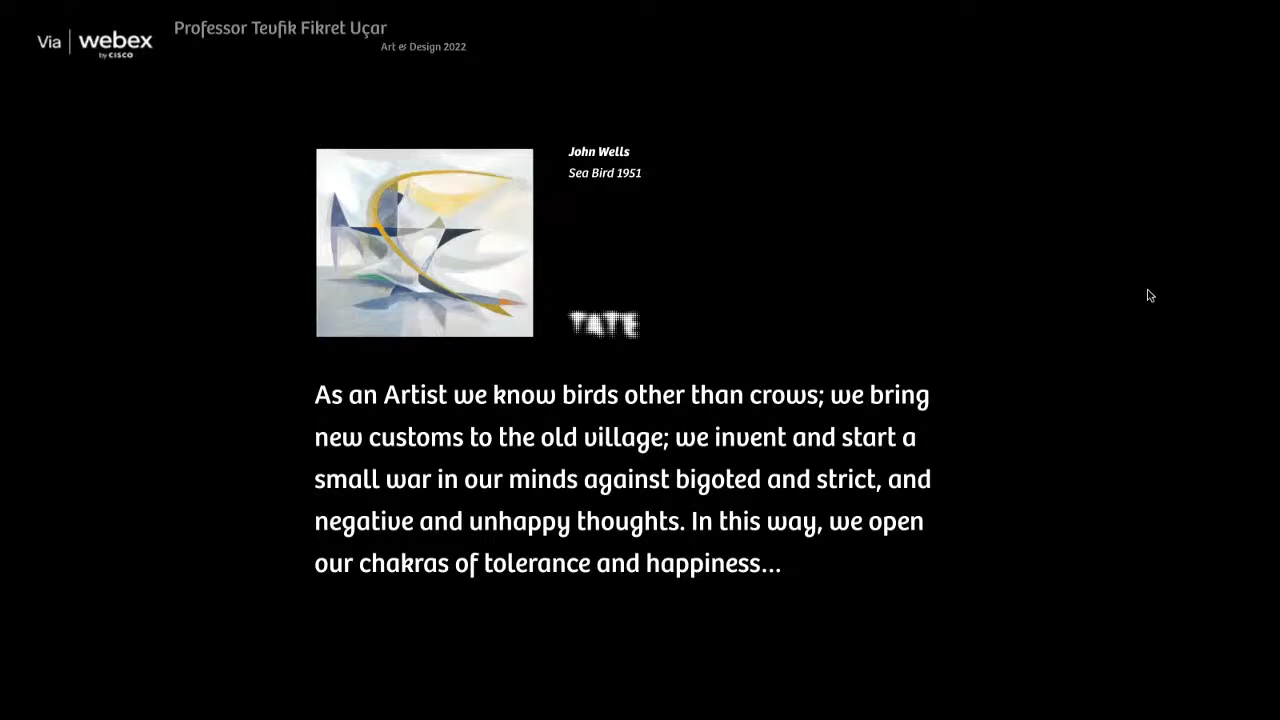 Professor Tevfik Fikret Uçar
Via | webex
by CISCO
Art & Design 2022
John Wells
Sea Bird 1951
TATE
As an Artist we know birds other than crows; we bring
new customs to the old village; we invent and start a
small war in our minds against bigoted and strict, and
negative and unhappy thoughts. In this way, we open
our chakras of tolerance and happiness...